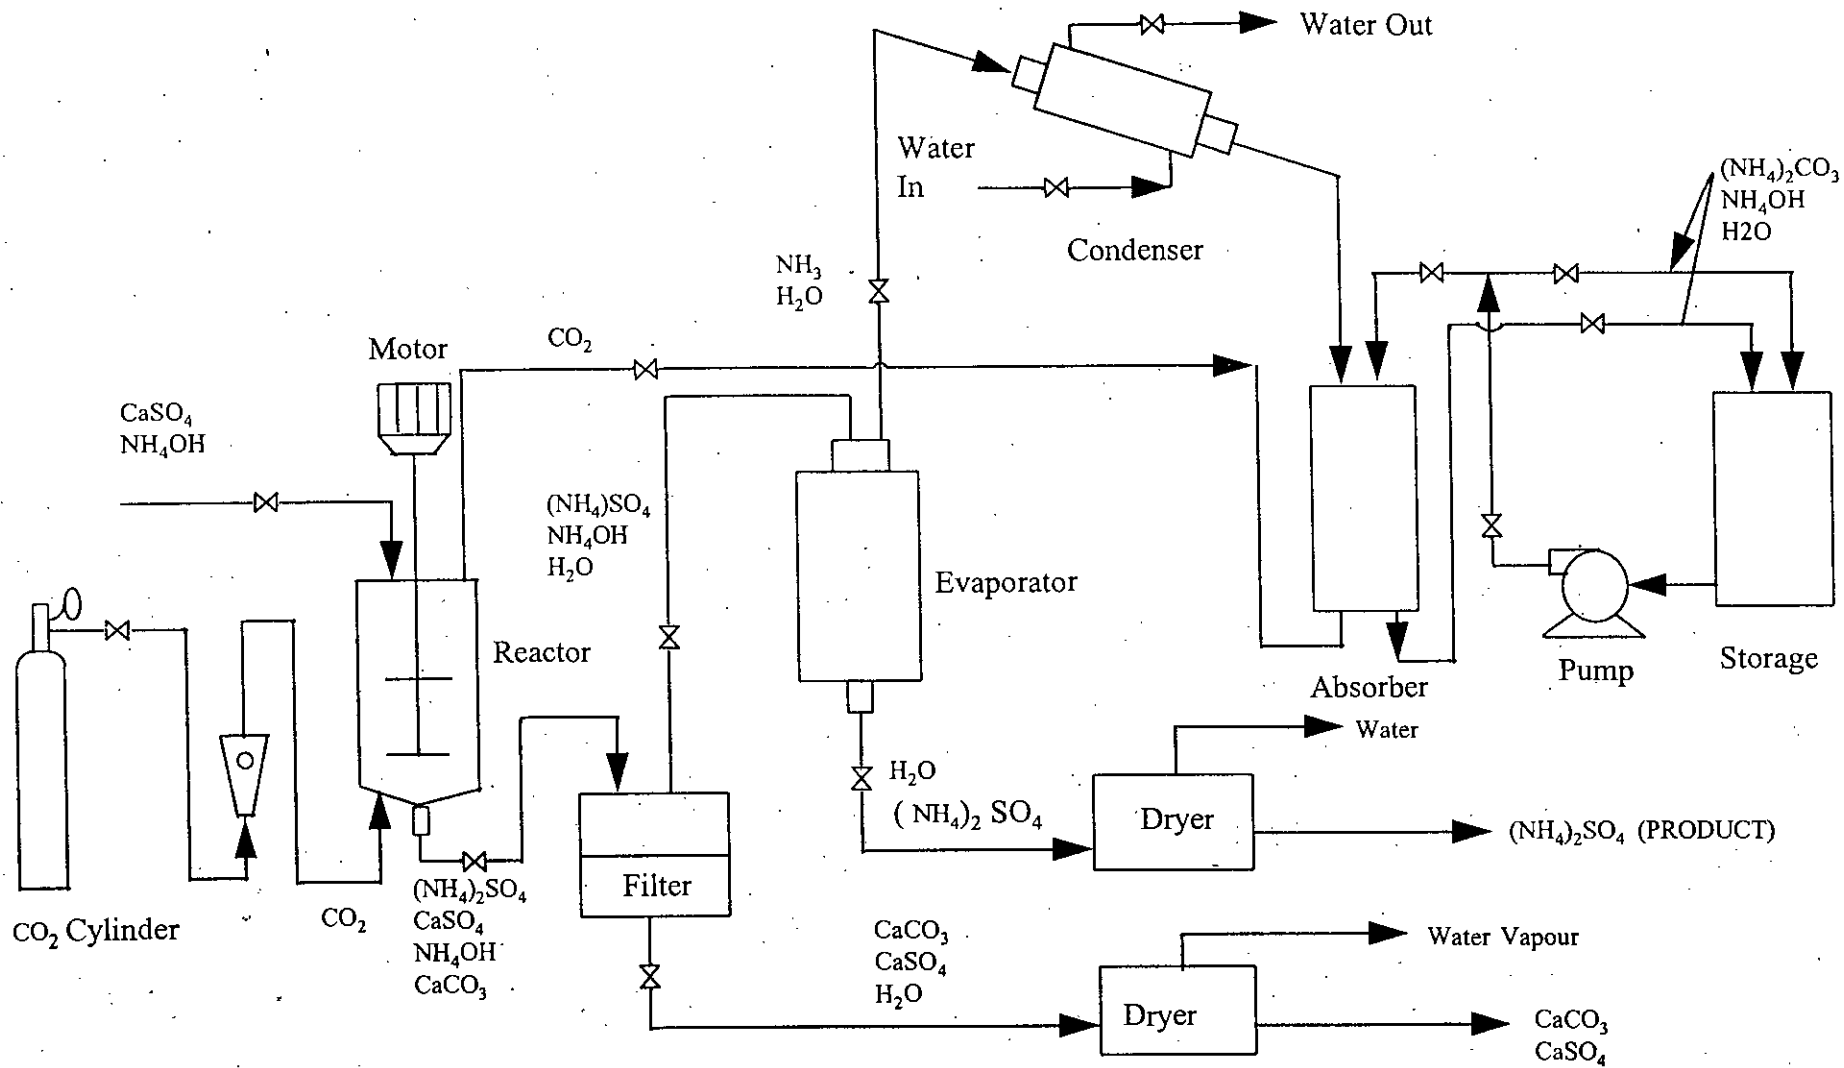 Water Out
Water
In
Condenser
(NH₄)₂CO₃
NH₄OH
H2O
NH₃
H₂O
Motor
CO₂
CaSO₄
NH₄OH
(NH₄)SO₄
NH₄OH
H₂O
Evaporator
Reactor
Absorber
Pump
Storage
Water
H₂O
( NH₄)₂ SO₄
Dryer
(NH₄)₂SO₄ (PRODUCT)
Filter
CO₂ Cylinder
CO₂
(NH₄)₂SO₄
CaSO₄
NH₄OH
CaCO₃
CaCO₃
CaSO₄
H₂O
Water Vapour
Dryer
CaCO₃
CaSO₄